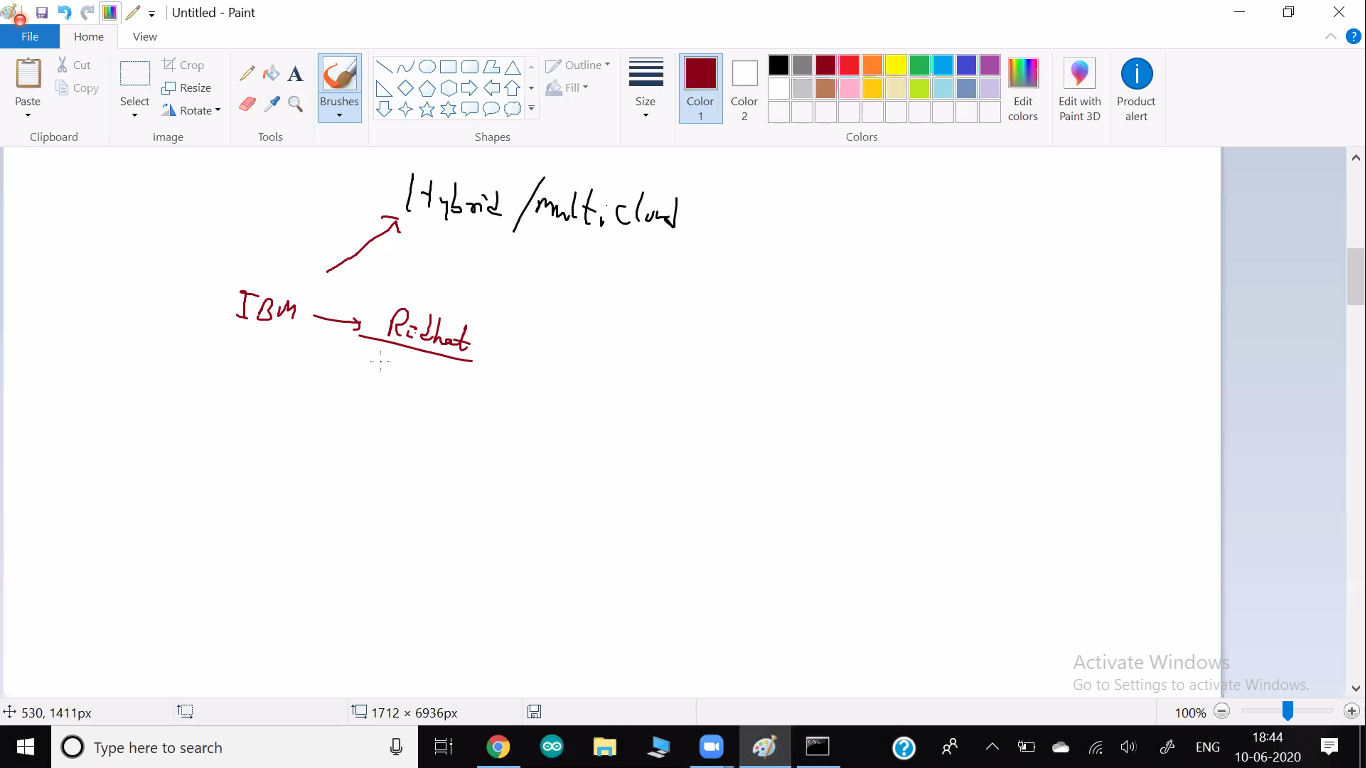 Untitled - Paint
File Home View
Paste
Cut
Copy
Clipboard
Select
Crop
Resize
Rotate
Image
Tools
Brushes
Shapes
Outline
Fill
Size
Color 1
Color 2
Colors
Edit colors
Edit with Paint 3D
Product alert
Hybrid / multicloud
IBM
Redhat
Activate Windows
Go to Settings to activate Windows.
530, 1411px
1712 × 6936px
100%
Type here to search
ENG
18:44
10-06-2020